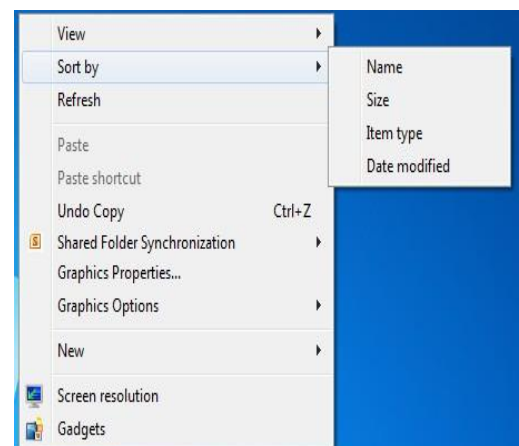 View
Sort by
Refresh
Paste
Paste shortcut
Undo Copy Ctrl+Z
Shared Folder Synchronization
Graphics Properties...
Graphics Options
New
Screen resolution
Gadgets
Name
Size
Item type
Date modified